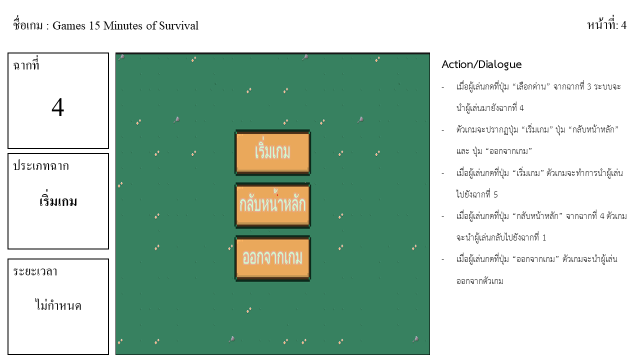 ชื่อเกม : Games 15 Minutes of Survival
หน้าที่: 4
ฉากที่
4
ประเภทฉาก
เริ่มเกม
ระยะเวลา
ไม่กำหนด
เริ่มเกม
กลับหน้าหลัก
ออกจากเกม
Action/Dialogue
- เมื่อผู้เล่นกดที่ปุ่ม “เลือกด่าน” จากฉากที่ 3 ระบบจะ
นำผู้เล่นมายังฉากที่ 4
- ตัวเกมจะปรากฏปุ่ม “เริ่มเกม” ปุ่ม “กลับหน้าหลัก”
และ ปุ่ม “ออกจากเกม”
- เมื่อผู้เล่นกดที่ปุ่ม “เริ่มเกม” ตัวเกมจะทำการนำผู้เล่น
ไปยังฉากที่ 5
- เมื่อผู้เล่นกดที่ปุ่ม “กลับหน้าหลัก” จากฉากที่ 4 ตัวเกม
จะนำผู้เล่นกลับไปยังฉากที่ 1
- เมื่อผู้เล่นกดที่ปุ่ม “ออกจากเกม” ตัวเกมจะนำผู้เล่น
ออกจากตัวเกม